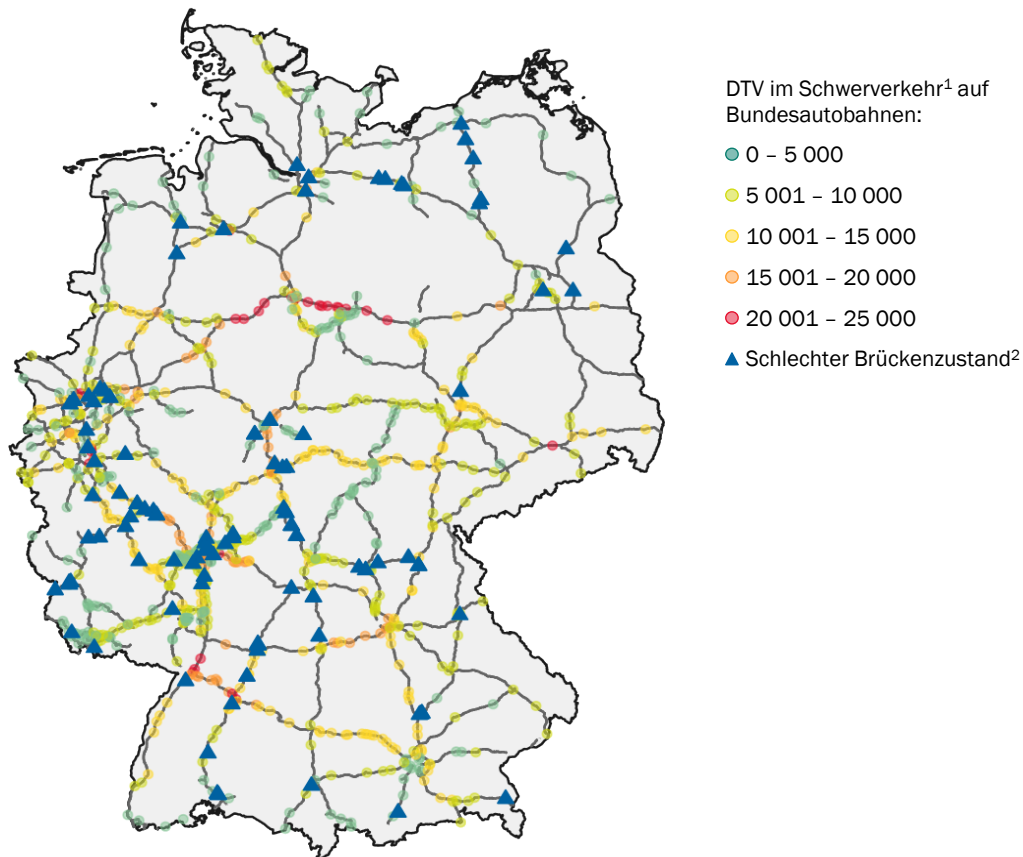 DTV im Schwerverkehr¹ auf
Bundesautobahnen:
0 – 5 000
5 001 – 10 000
10 001 – 15 000
15 001 – 20 000
20 001 – 25 000
Schlechter Brückenzustand²